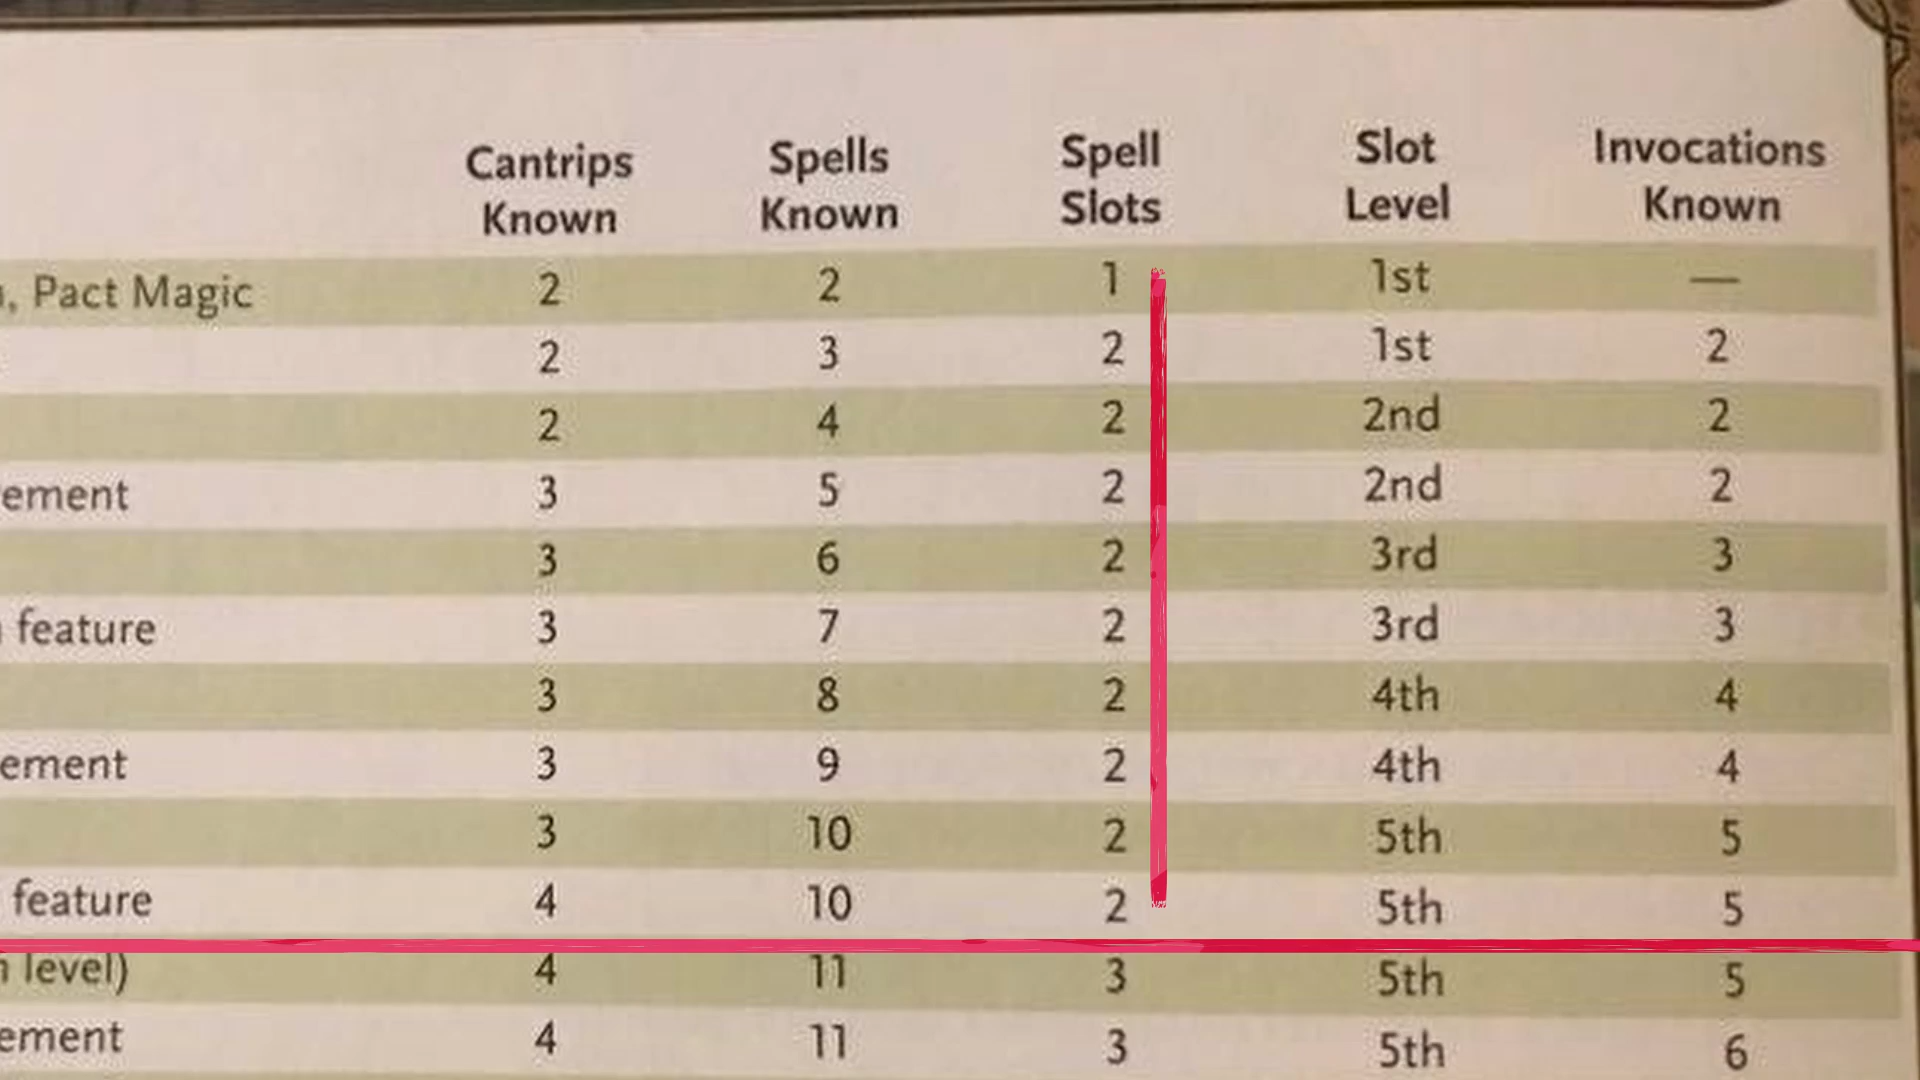 Cantrips Spells Spell Slot Invocations
Known Known Slots Level Known
, Pact Magic 2 2 1 1st —
2 3 2 1st 2
2 4 2 2nd 2
ement 3 5 2 2nd 2
3 6 2 3rd 3
feature 3 7 2 3rd 3
3 8 2 4th 4
ement 3 9 2 4th 4
3 10 2 5th 5
feature 4 10 2 5th 5
level) 4 11 3 5th 5
ement 4 11 3 5th 6